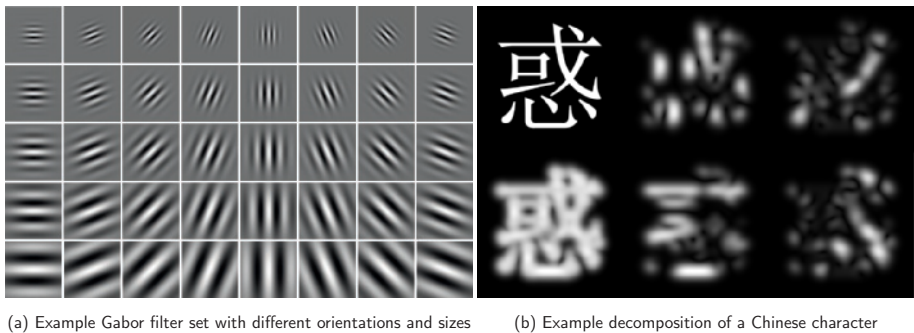 惑
(a) Example Gabor filter set with different orientations and sizes
(b) Example decomposition of a Chinese character